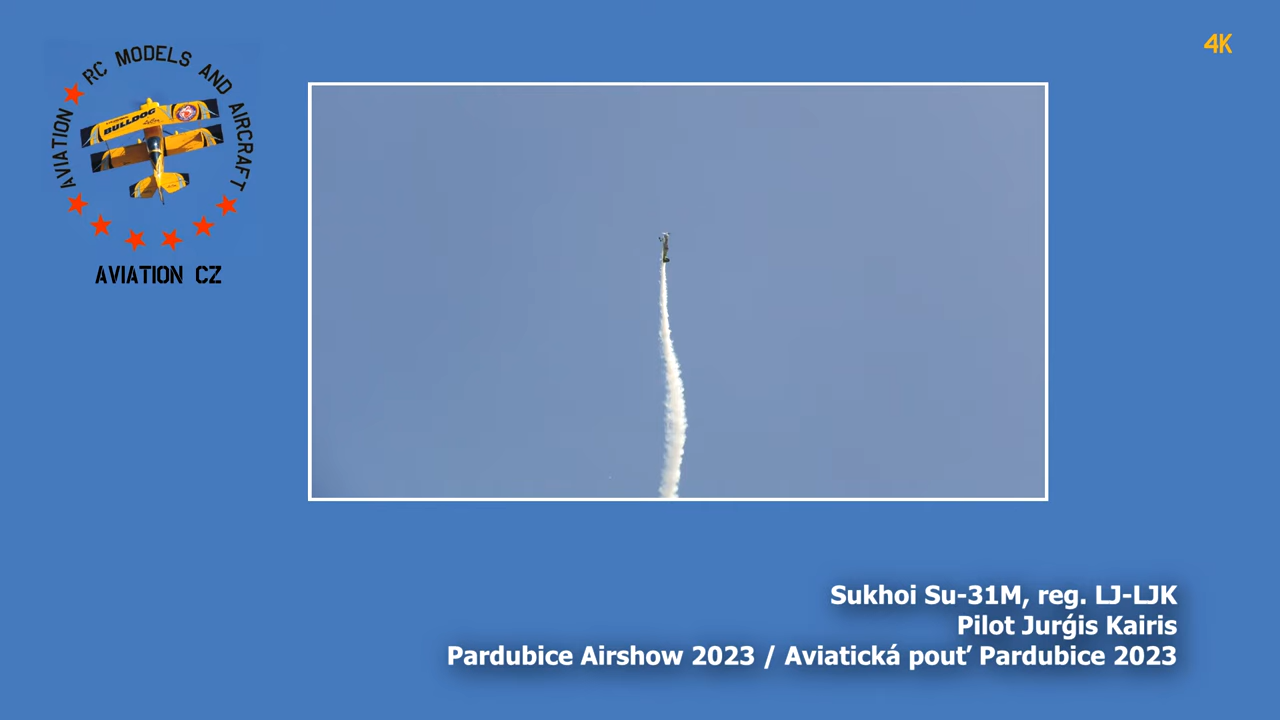 4K
AVIATION ★ RC MODELS AND AIRCRAFT
BULLDOG
AVIATION CZ
Sukhoi Su-31M, reg. LJ-LJK
Pilot Jurģis Kairis
Pardubice Airshow 2023 / Aviatická pouť Pardubice 2023